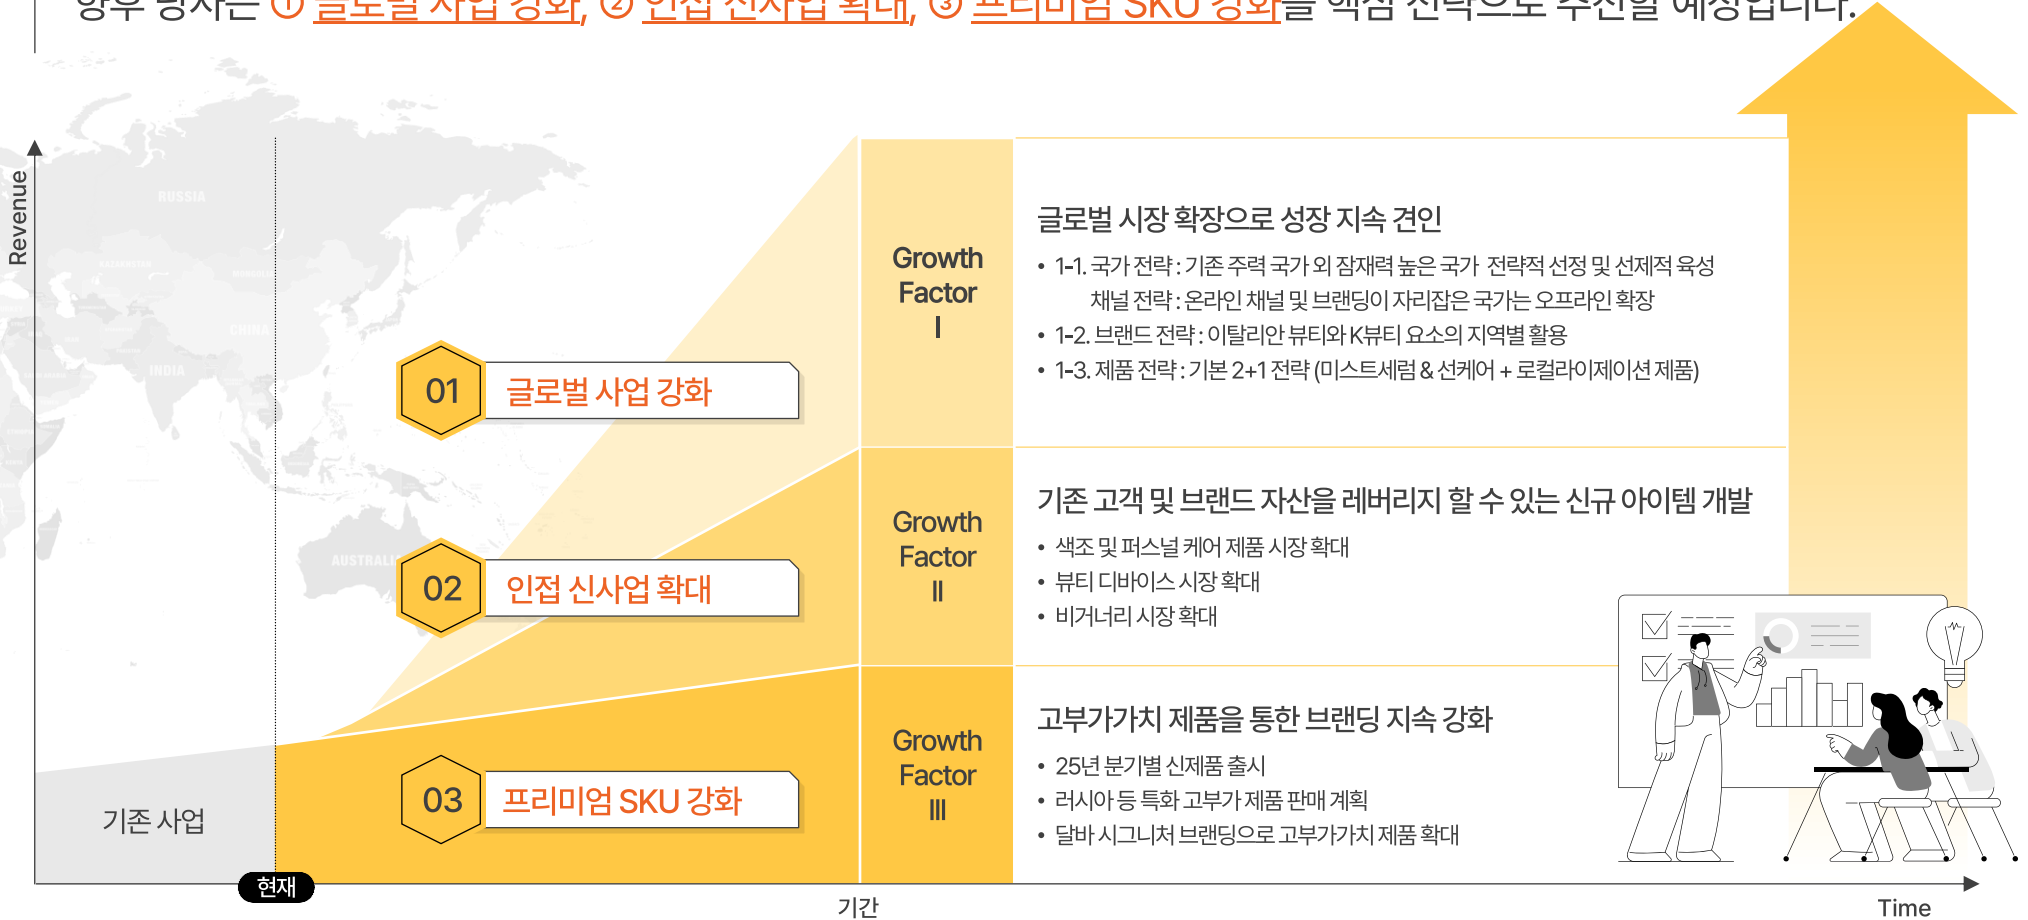 향후 당사는 ① 글로벌 사업 강화, ② 인접 신사업 확대, ③ 프리미엄 SKU 강화를 핵심 전략으로 추진할 예정입니다.
Revenue
RUSSIA
KAZAKHSTAN
MONGOLIA
CHINA
INDIA
AUSTRALI
01
글로벌 사업 강화
02
인접 신사업 확대
03
프리미엄 SKU 강화
기존 사업
현재
기간
Time
Growth
Factor
I
글로벌 시장 확장으로 성장 지속 견인
• 1-1. 국가 전략 : 기존 주력 국가 외 잠재력 높은 국가 전략적 선정 및 선제적 육성
채널 전략 : 온라인 채널 및 브랜딩이 자리잡은 국가는 오프라인 확장
• 1-2. 브랜드 전략 : 이탈리안 뷰티와 K뷰티 요소의 지역별 활용
• 1-3. 제품 전략 : 기본 2+1 전략 (미스트세럼 & 선케어 + 로컬라이제이션 제품)
Growth
Factor
II
기존 고객 및 브랜드 자산을 레버리지 할 수 있는 신규 아이템 개발
• 색조 및 퍼스널 케어 제품 시장 확대
• 뷰티 디바이스 시장 확대
• 비거너리 시장 확대
Growth
Factor
III
고부가가치 제품을 통한 브랜딩 지속 강화
• 25년 분기별 신제품 출시
• 러시아 등 특화 고부가 제품 판매 계획
• 달바 시그니처 브랜딩으로 고부가가치 제품 확대